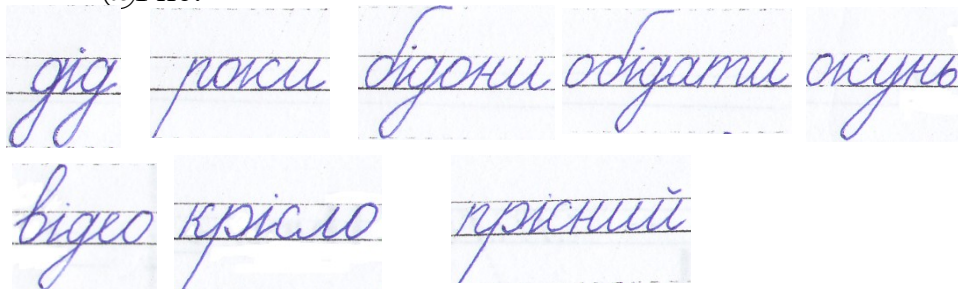 дід роки бідони обідати окунь
відео крісло прісний